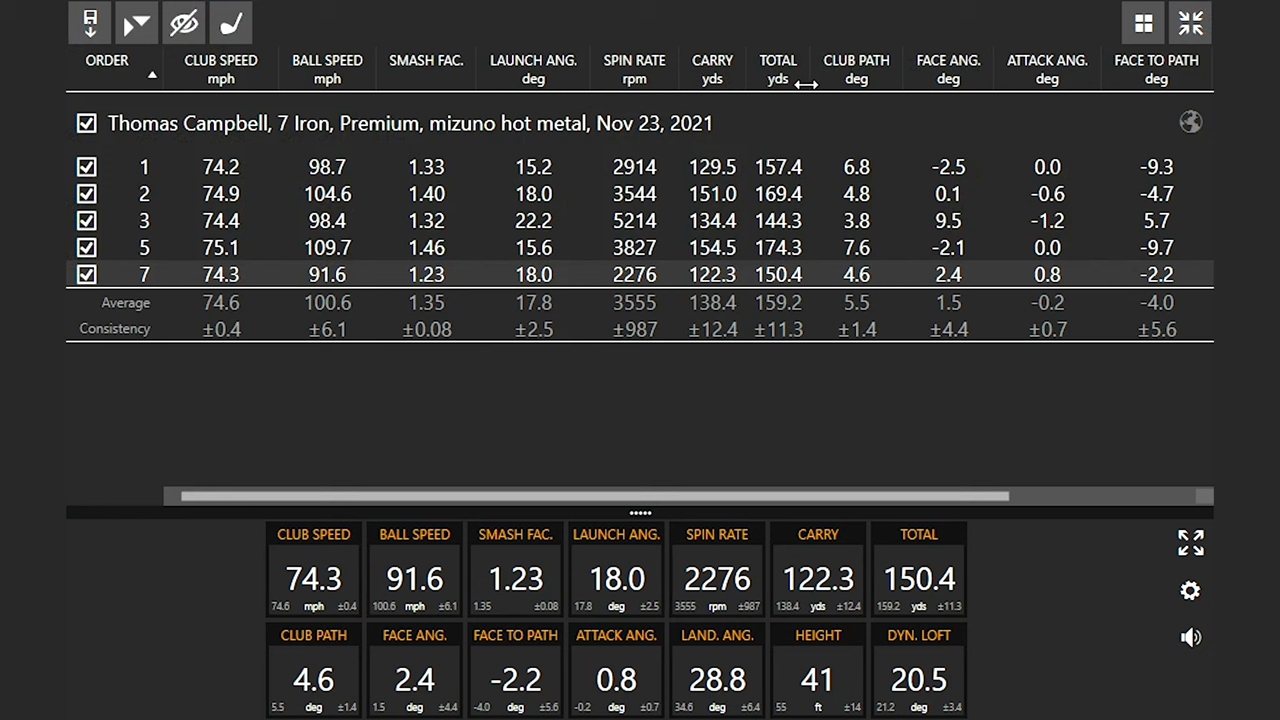 ORDER CLUB SPEED BALL SPEED SMASH FAC. LAUNCH ANG. SPIN RATE CARRY TOTAL CLUB PATH FACE ANG. ATTACK ANG. FACE TO PATH
mph mph deg rpm yds yds deg deg deg deg
Thomas Campbell, 7 Iron, Premium, mizuno hot metal, Nov 23, 2021
1 74.2 98.7 1.33 15.2 2914 129.5 157.4 6.8 -2.5 0.0 -9.3
2 74.9 104.6 1.40 18.0 3544 151.0 169.4 4.8 0.1 -0.6 -4.7
3 74.4 98.4 1.32 22.2 5214 134.4 144.3 3.8 9.5 -1.2 5.7
5 75.1 109.7 1.46 15.6 3827 154.5 174.3 7.6 -2.1 0.0 -9.7
7 74.3 91.6 1.23 18.0 2276 122.3 150.4 4.6 2.4 0.8 -2.2
Average 74.6 100.6 1.35 17.8 3555 138.4 159.2 5.5 1.5 -0.2 -4.0
Consistency ±0.4 ±6.1 ±0.08 ±2.5 ±987 ±12.4 ±11.3 ±1.4 ±4.4 ±0.7 ±5.6
CLUB SPEED BALL SPEED SMASH FAC. LAUNCH ANG. SPIN RATE CARRY TOTAL
74.3 91.6 1.23 18.0 2276 122.3 150.4
74.6 mph ±0.4 100.6 mph ±6.1 1.35 ±0.08 17.8 deg ±2.5 3555 rpm ±987 138.4 yds ±12.4 159.2 yds ±11.3
CLUB PATH FACE ANG. FACE TO PATH ATTACK ANG. LAND. ANG. HEIGHT DYN. LOFT
4.6 2.4 -2.2 0.8 28.8 41 20.5
5.5 deg ±1.4 1.5 deg ±4.4 -4.0 deg ±5.6 -0.2 deg ±0.7 34.6 deg ±6.4 55 ft ±14 21.2 deg ±3.4